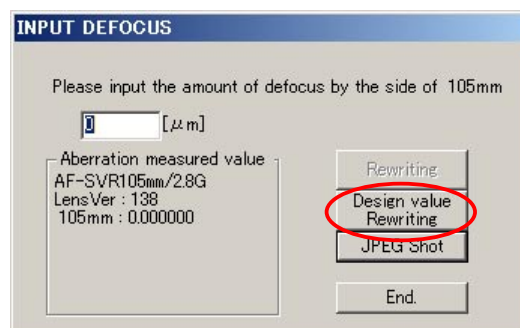 INPUT DEFOCUS
Please input the amount of defocus by the side of 105mm
0 [μm]
Aberration measured value
AF-SVR105mm/2.8G
LensVer : 138
105mm : 0.000000
Rewriting
Design value
Rewriting
JPEG Shot
End.